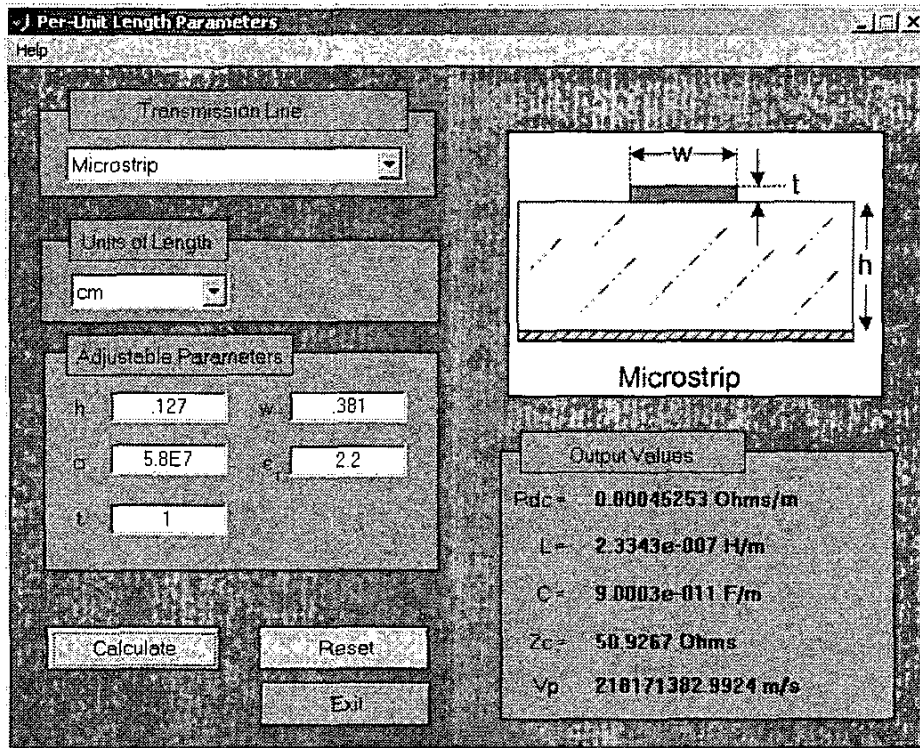 Per-Unit Length Parameters
Help
Transmission Line
Microstrip
Units of Length
cm
Adjustable Parameters
h .127 w .381
σ 5.8E7 e r 2.2
t 1
Calculate Reset
Exit
w
t
h
Microstrip
Output Values
Rdc = 0.00045253 Ohms/m
L = 2.3343e-007 H/m
C = 9.0003e-011 F/m
Zc = 50.9267 Ohms
Vp 218171382.9924 m/s